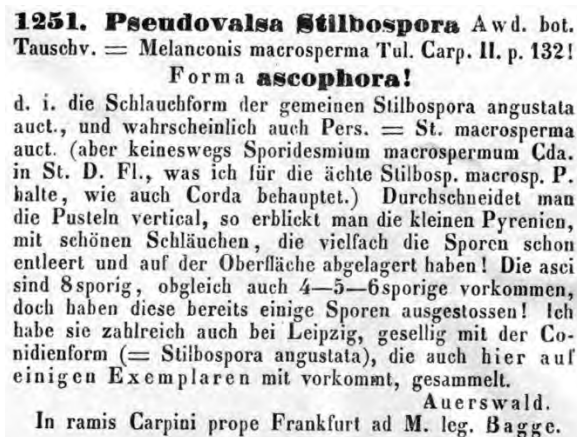 1251. Pseudovalsa Stilbospora Awd. bot.
Tauschv. = Melanconis macrosperma Tul. Carp. II. p. 132!
Forma ascophora!
d. i. die Schlauchform der gemeinen Stilbospora angustata
auct., und wahrscheinlich auch Pers. = St. macrosperma
auct. (aber keineswegs Sporidesmium macrospermum Cda.
in St. D. Fl., was ich für die ächte Stilbosp. macrosp. P.
halte, wie auch Corda behauptet.) Durchschneidet man
die Pusteln vertical, so erblickt man die kleinen Pyrenien,
mit schönen Schläuchen, die vielfach die Sporen schon
entleert und auf der Oberfläche abgelagert haben! Die asci
sind 8sporig, obgleich auch 4—5—6sporige vorkommen,
doch haben diese bereits einige Sporen ausgestossen! Ich
habe sie zahlreich auch bei Leipzig, gesellig mit der Co-
nidienform (= Stilbospora angustata), die auch hier auf
einigen Exemplaren mit vorkommt, gesammelt.
Auerswald.
In ramis Carpini prope Frankfurt ad M. leg. Bagge.